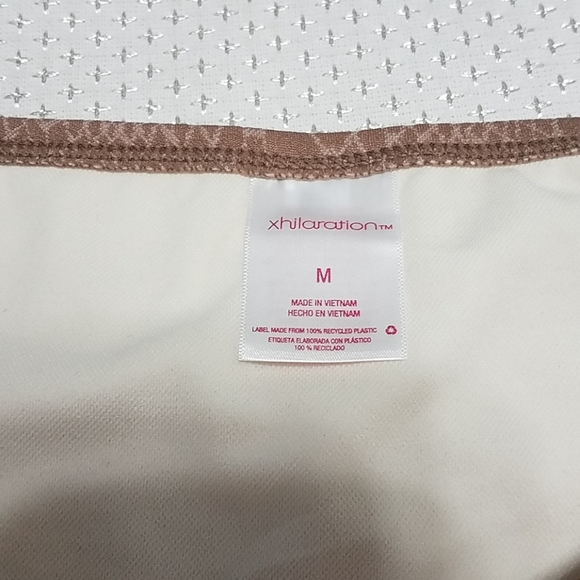 xhilaration™
M
MADE IN VIETNAM
HECHO EN VIETNAM
LABEL MADE FROM 100% RECYCLED PLASTIC
ETIQUETA ELABORADA CON PLÁSTICO
100 % RECICLADO